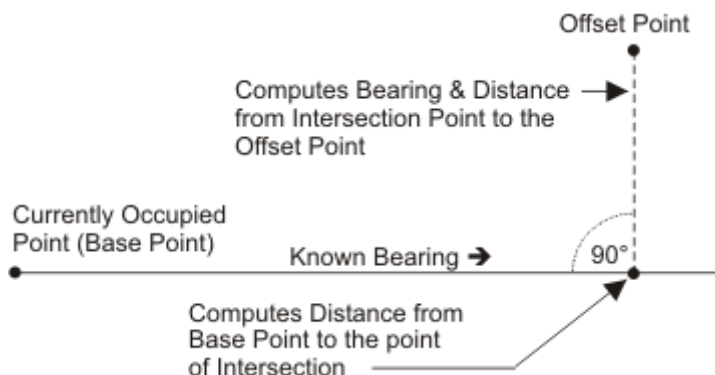 Offset Point
Computes Bearing & Distance
from Intersection Point to the
Offset Point
Currently Occupied
Point (Base Point)
Known Bearing ➔
90°
Computes Distance from
Base Point to the point
of Intersection